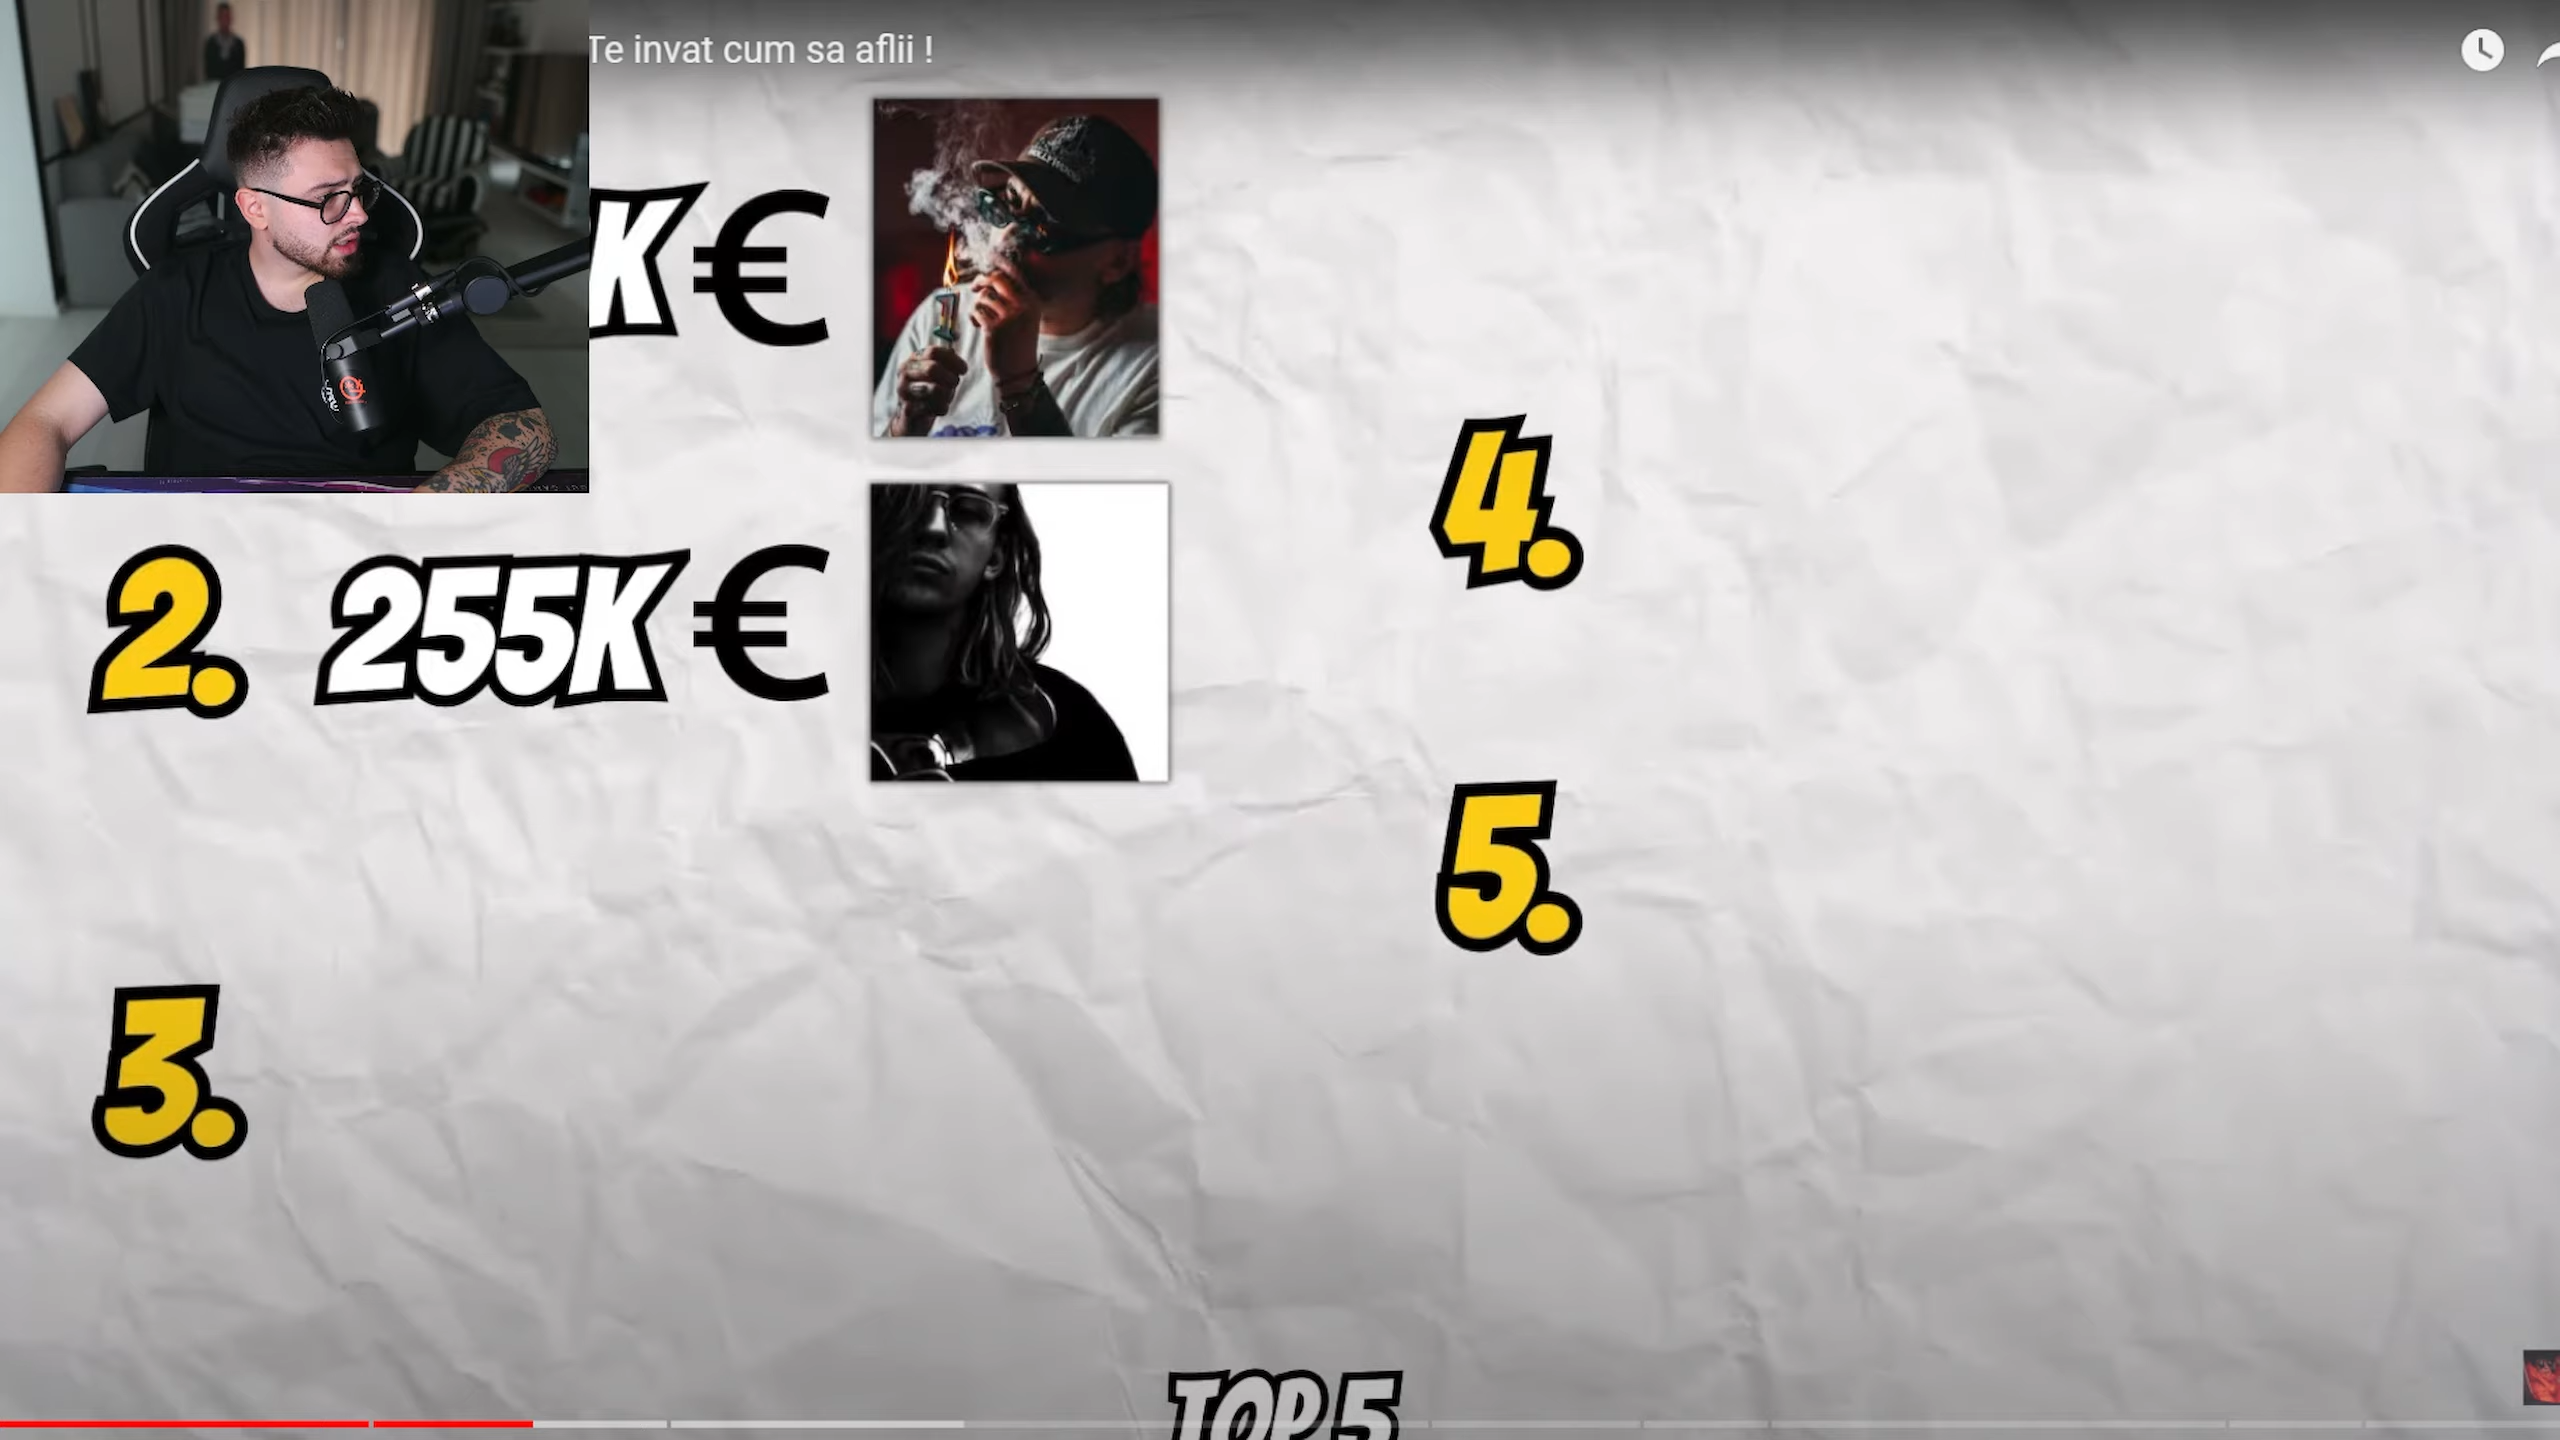 Te invat cum sa aflii !
K €
2. 255K €
3.
4.
5.
TOP 5